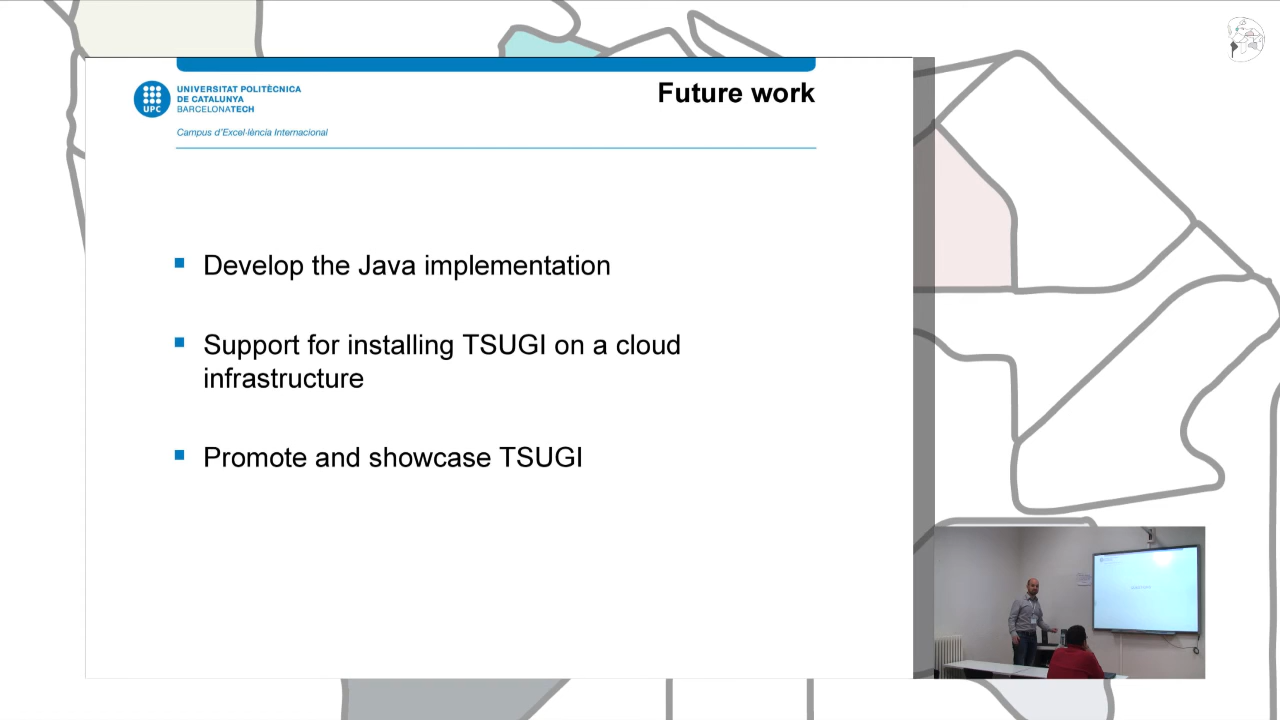 UNIVERSITAT POLITÈCNICA
DE CATALUNYA
BARCELONATECH
UPC
Campus d'Excel·lència Internacional
Future work
Develop the Java implementation
Support for installing TSUGI on a cloud
infrastructure
Promote and showcase TSUGI